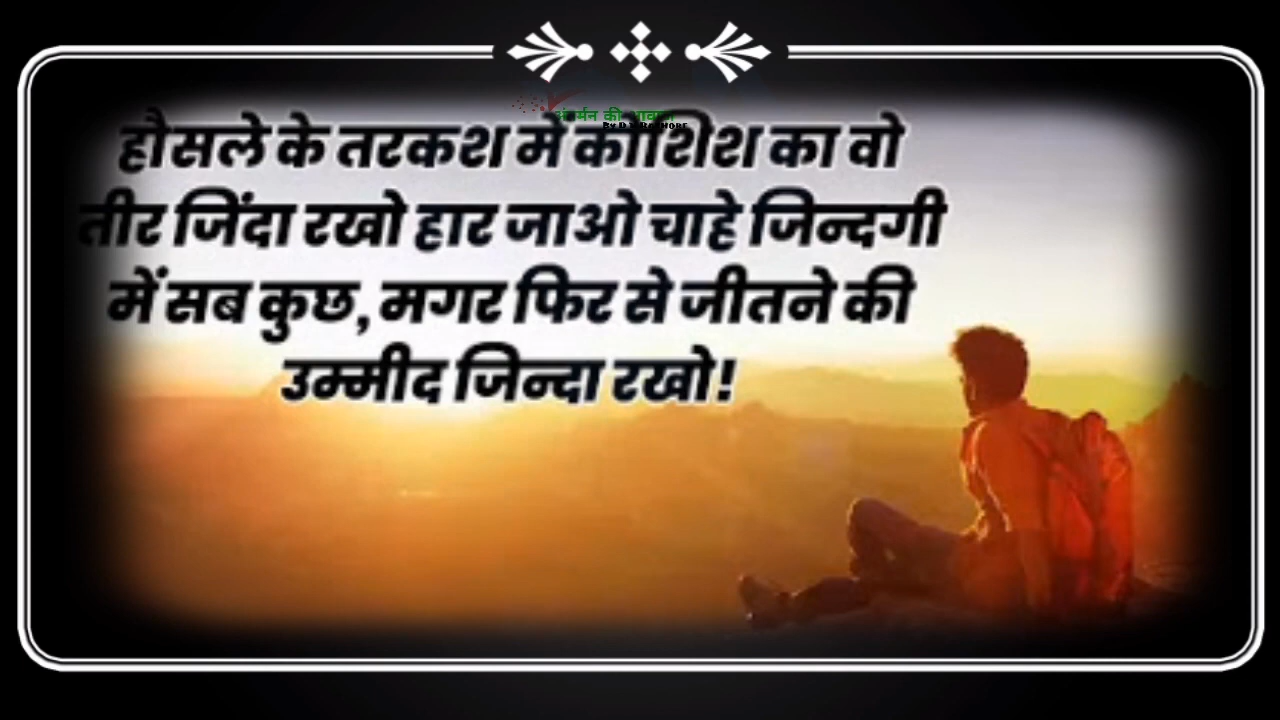 की
हौसले के तरकश में कोशिश का वो
तीर जिंदा रखो हार जाओ चाहे जिन्दगी
में सब कुछ, मगर फिर से जीतने की
उम्मीद जिन्दा रखो!